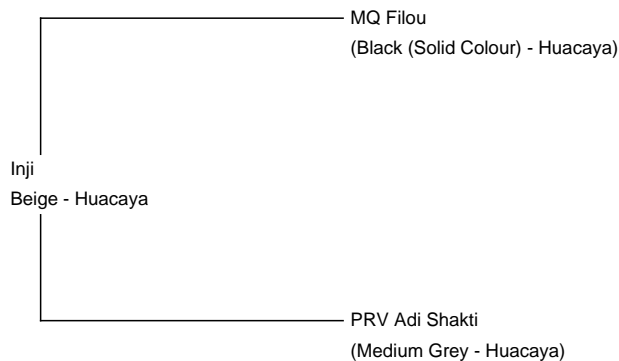 MQ Filou
(Black (Solid Colour) - Huacaya)
Inji
Beige - Huacaya
PRV Adi Shakti
(Medium Grey - Huacaya)